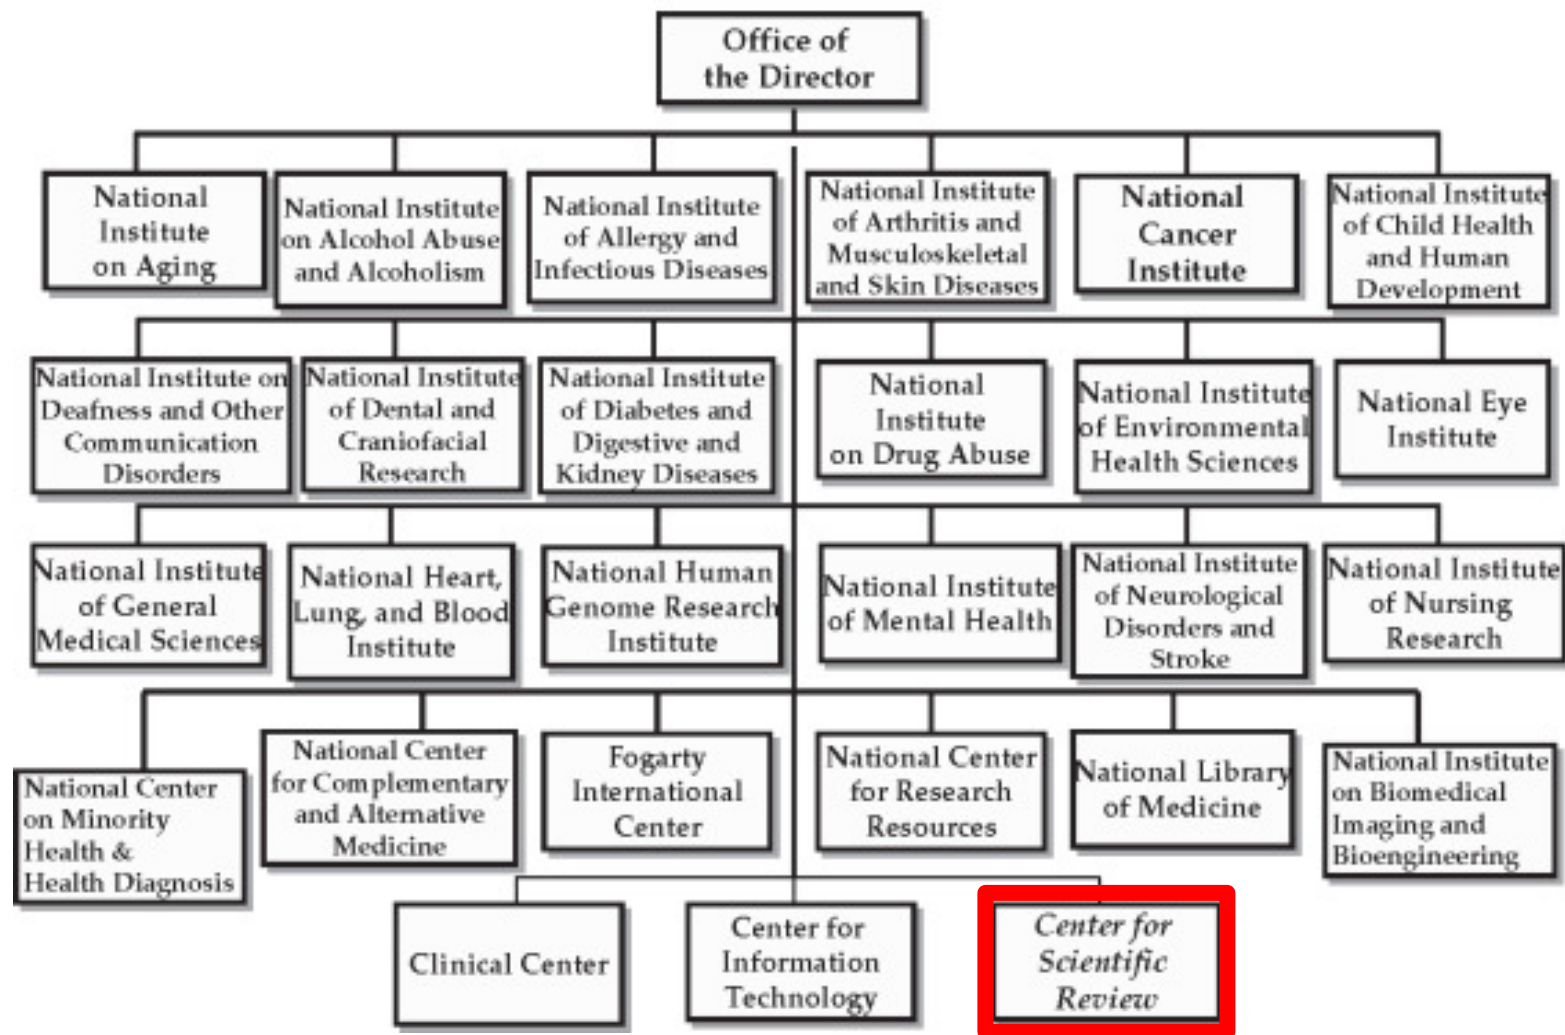 Office of
the Director
National
Institute
on Aging
National Institute
on Alcohol Abuse
and Alcoholism
National Institute
of Allergy and
Infectious Diseases
National Institute
of Arthritis and
Musculoskeletal
and Skin Diseases
National
Cancer
Institute
National Institute
of Child Health
and Human
Development
National Institute on
Deafness and Other
Communication
Disorders
National Institute
of Dental and
Craniofacial
Research
National Institute
of Diabetes and
Digestive and
Kidney Diseases
National
Institute
on Drug Abuse
National Institute
of Environmental
Health Sciences
National Eye
Institute
National Institute
of General
Medical Sciences
National Heart,
Lung, and Blood
Institute
National Human
Genome Research
Institute
National Institute
of Mental Health
National Institute
of Neurological
Disorders and
Stroke
National Institute
of Nursing
Research
National Center
on Minority
Health &
Health Diagnosis
National Center
for Complementary
and Alternative
Medicine
Fogarty
International
Center
National Center
for Research
Resources
National Library
of Medicine
National Institute
on Biomedical
Imaging and
Bioengineering
Clinical Center
Center for
Information
Technology
Center for
Scientific
Review